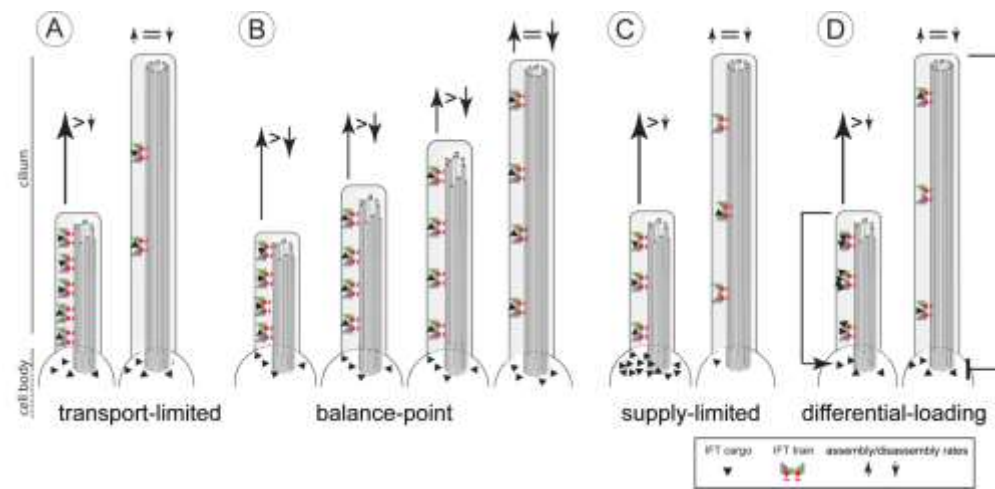 A
B
C
D
> 
=
>
>
>
=
>
=
>
=
cilium
cell body
transport-limited
balance-point
supply-limited
differential-loading
IFT cargo
IFT train
assembly/disassembly rates